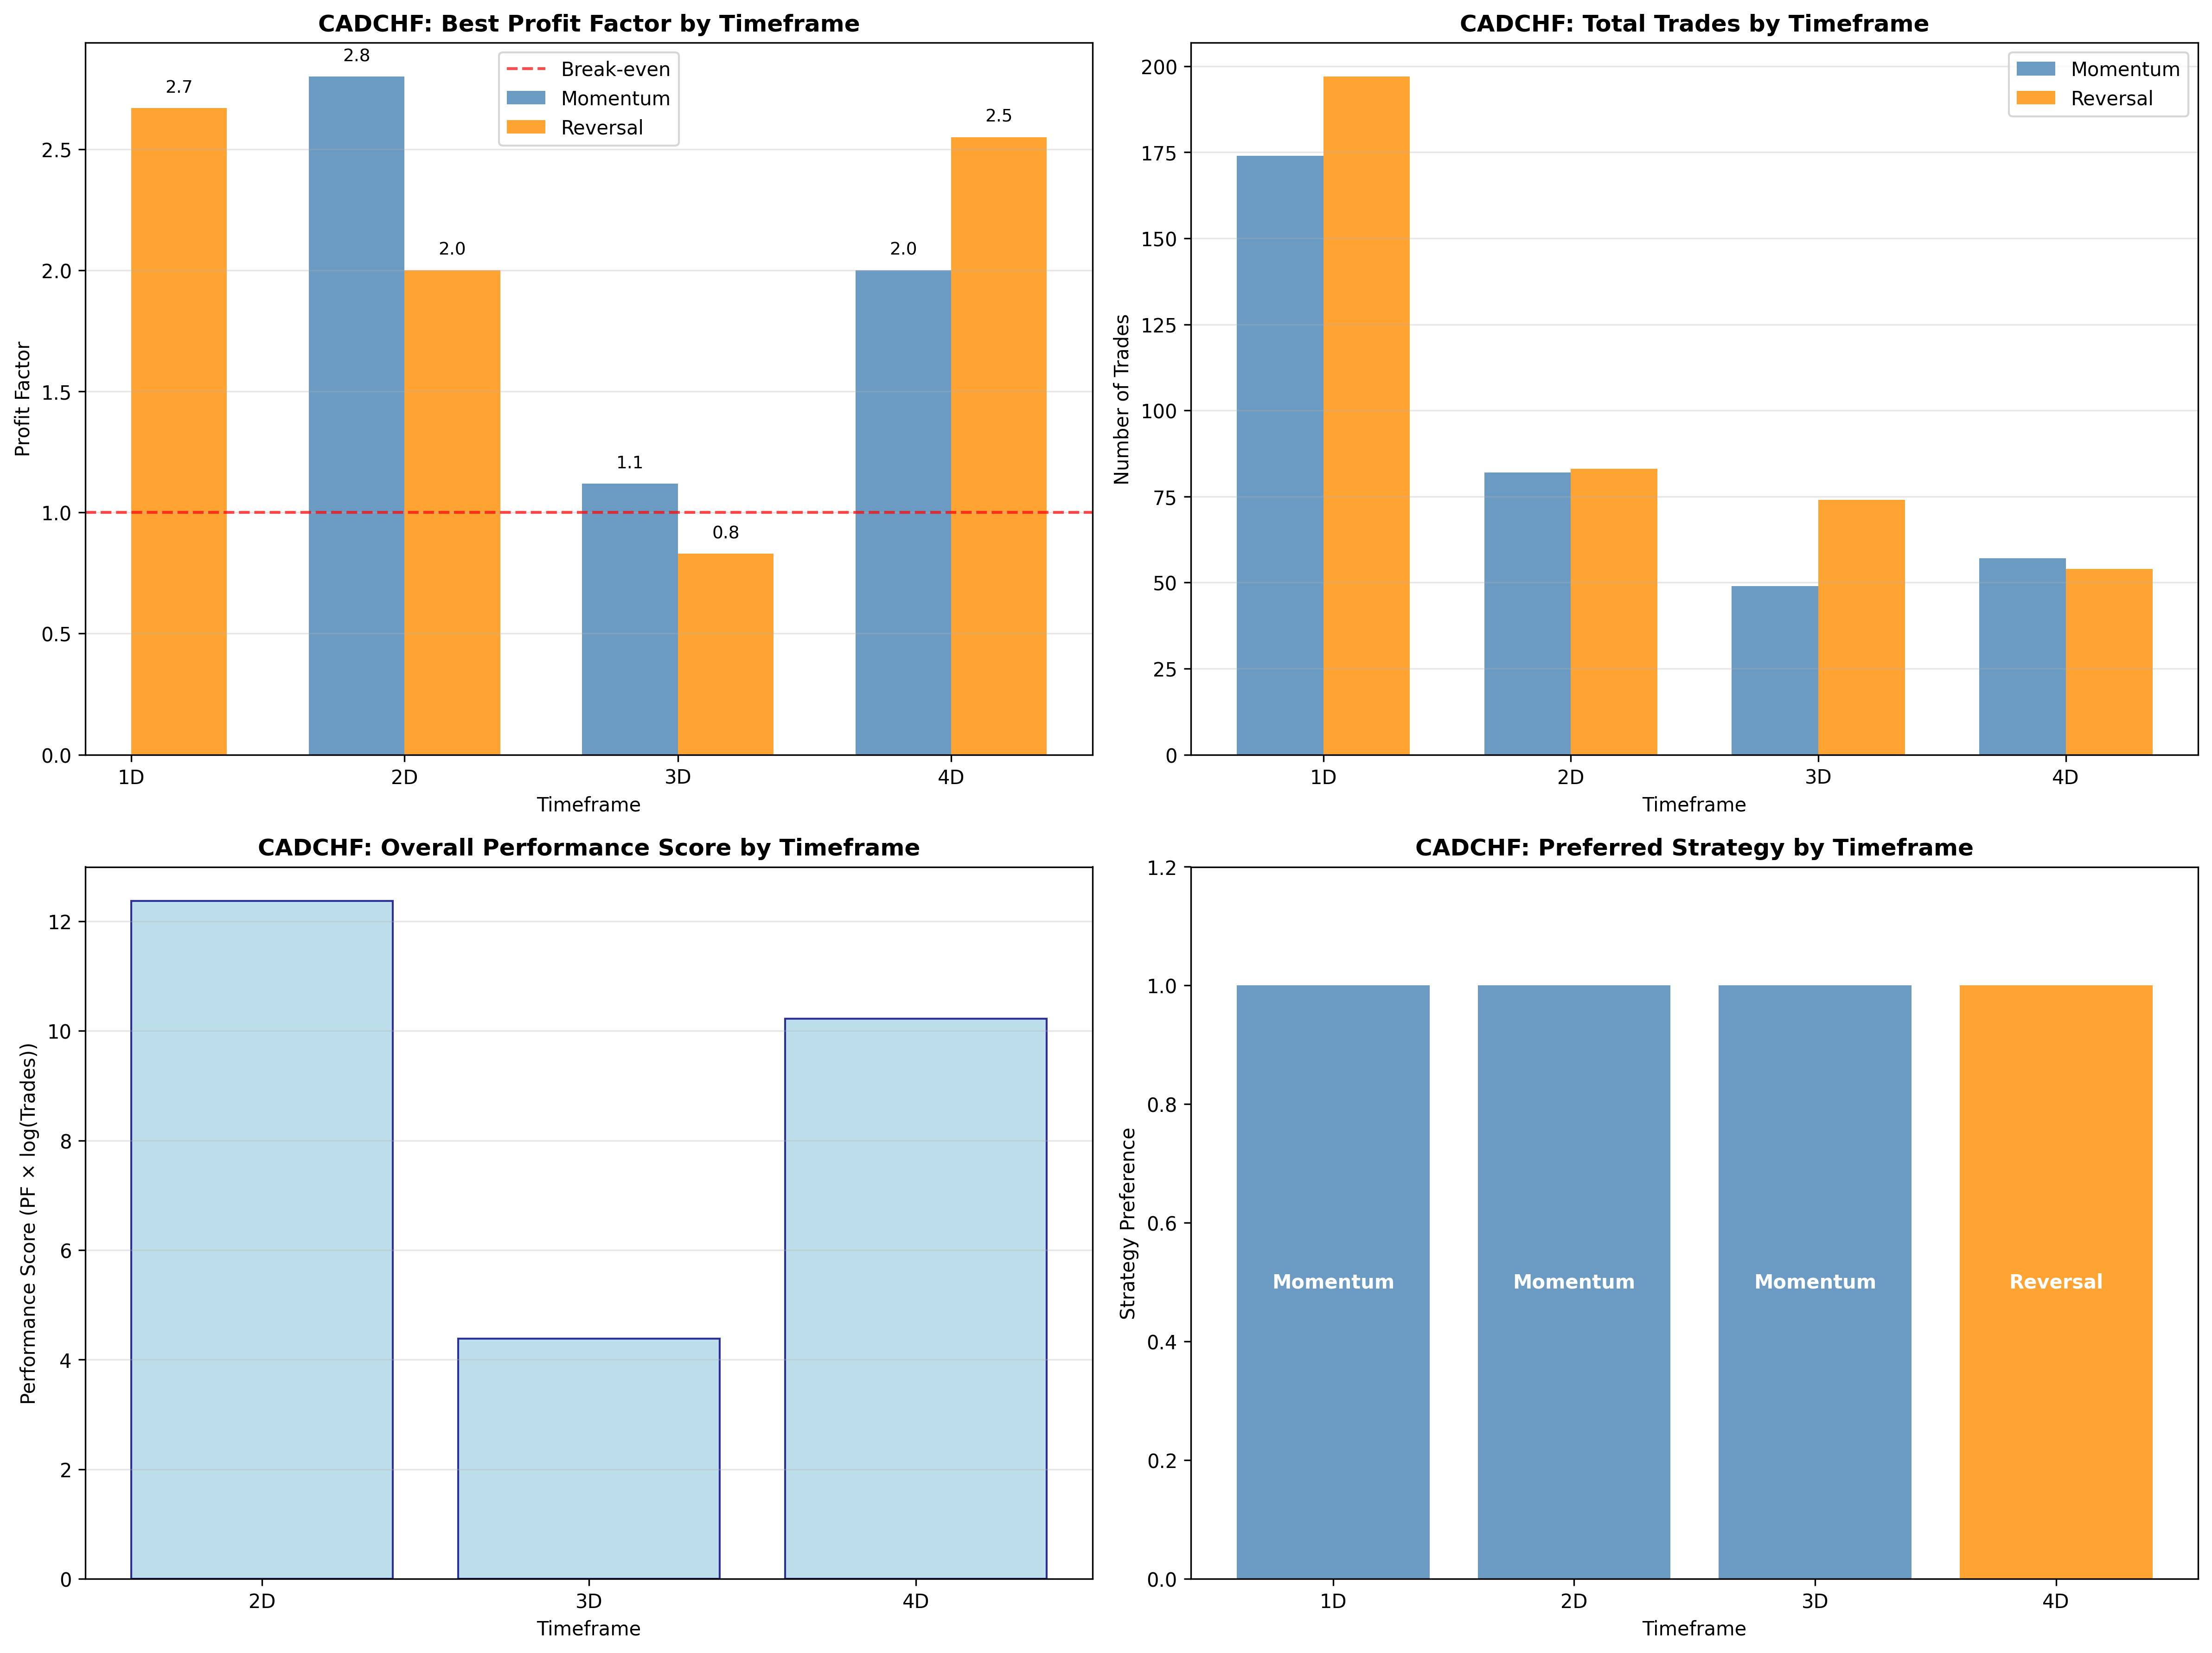 CADCHF: Best Profit Factor by Timeframe
Profit Factor
2.5
2.0
1.5
1.0
0.5
0.0
2.7
2.8
2.0
1.1
0.8
2.0
2.5
Break-even
Momentum
Reversal
1D
2D
3D
4D
Timeframe
CADCHF: Total Trades by Timeframe
Number of Trades
200
175
150
125
100
75
50
25
0
Momentum
Reversal
1D
2D
3D
4D
Timeframe
CADCHF: Overall Performance Score by Timeframe
Performance Score (PF × log(Trades))
12
10
8
6
4
2
0
2D
3D
4D
Timeframe
CADCHF: Preferred Strategy by Timeframe
Strategy Preference
1.2
1.0
0.8
0.6
0.4
0.2
0.0
Momentum
Momentum
Momentum
Reversal
1D
2D
3D
4D
Timeframe